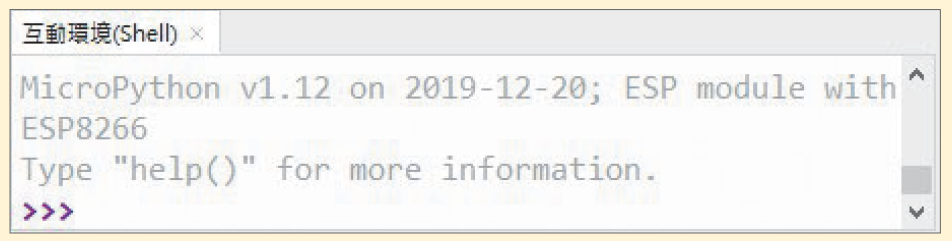 互動環境(Shell) ×
MicroPython v1.12 on 2019-12-20; ESP module with
ESP8266
Type "help()" for more information.
>>>